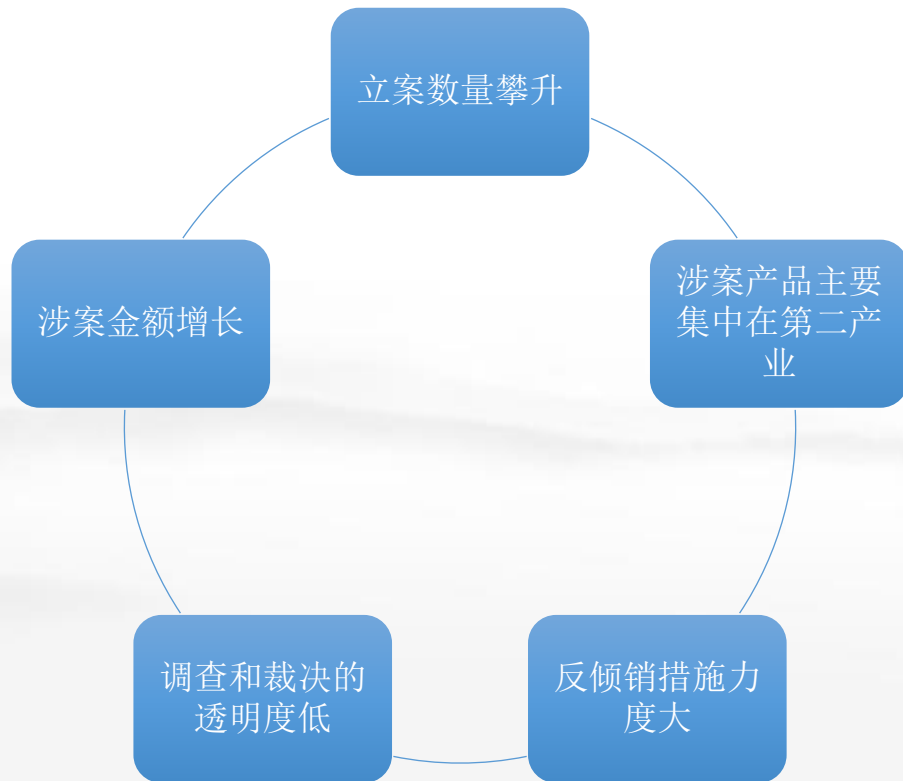 立案数量攀升
涉案产品主要
集中在第二产
业
反倾销措施力
度大
调查和裁决的
透明度低
涉案金额增长